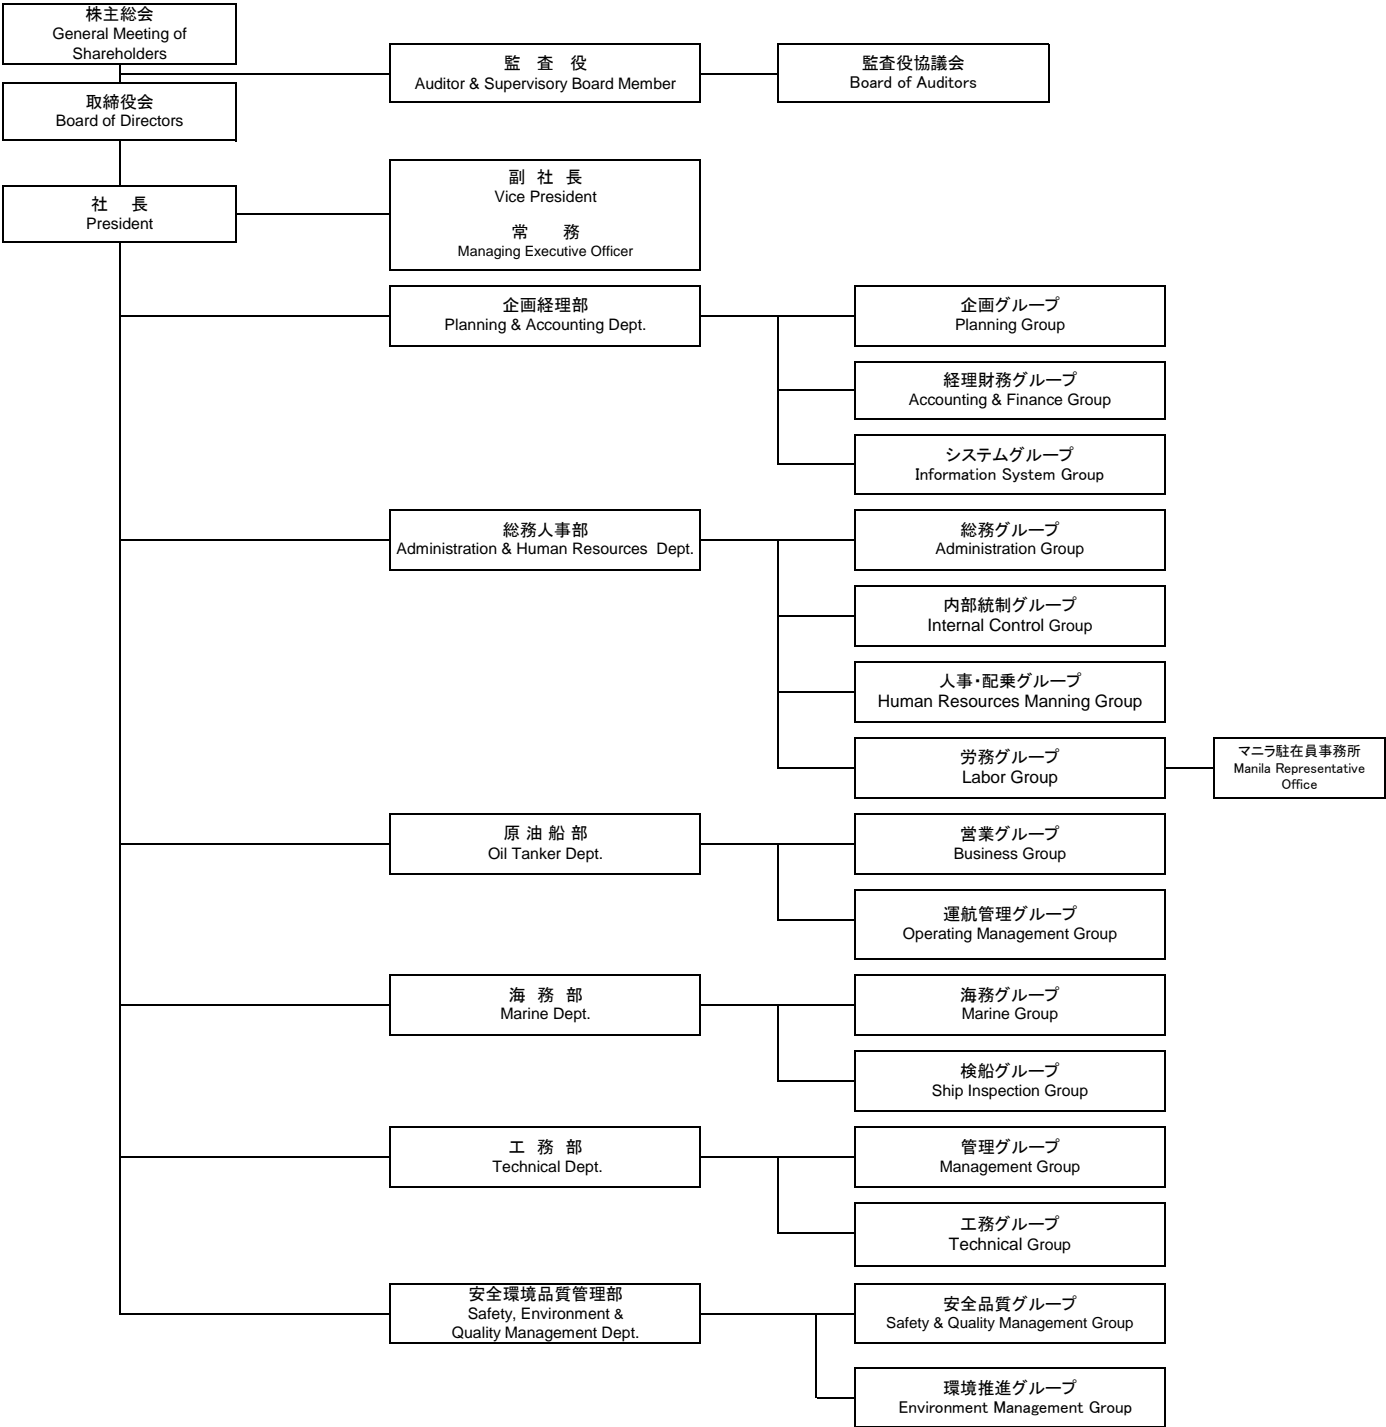 株主総会
General Meeting of
Shareholders
監 査 役
Auditor & Supervisory Board Member
監査役協議会
Board of Auditors
取締役会
Board of Directors
社 長
President
副 社 長
Vice President
常 務
Managing Executive Officer
企画経理部
Planning & Accounting Dept.
企画グループ
Planning Group
経理財務グループ
Accounting & Finance Group
システムグループ
Information System Group
総務人事部
Administration & Human Resources Dept.
総務グループ
Administration Group
内部統制グループ
Internal Control Group
人事・配乗グループ
Human Resources Manning Group
労務グループ
Labor Group
マニラ駐在員事務所
Manila Representative
Office
原 油 船 部
Oil Tanker Dept.
営業グループ
Business Group
運航管理グループ
Operating Management Group
海 務 部
Marine Dept.
海務グループ
Marine Group
検船グループ
Ship Inspection Group
工 務 部
Technical Dept.
管理グループ
Management Group
工務グループ
Technical Group
安全環境品質管理部
Safety, Environment &
Quality Management Dept.
安全品質グループ
Safety & Quality Management Group
環境推進グループ
Environment Management Group